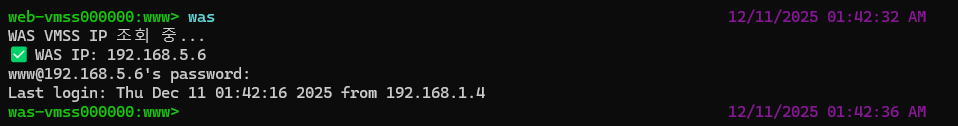 web-vmss000000:www> was 12/11/2025 01:42:32 AM
WAS VMSS IP 조회 중...
✅ WAS IP: 192.168.5.6
www@192.168.5.6's password:
Last login: Thu Dec 11 01:42:16 2025 from 192.168.1.4
was-vmss000000:www> 12/11/2025 01:42:36 AM